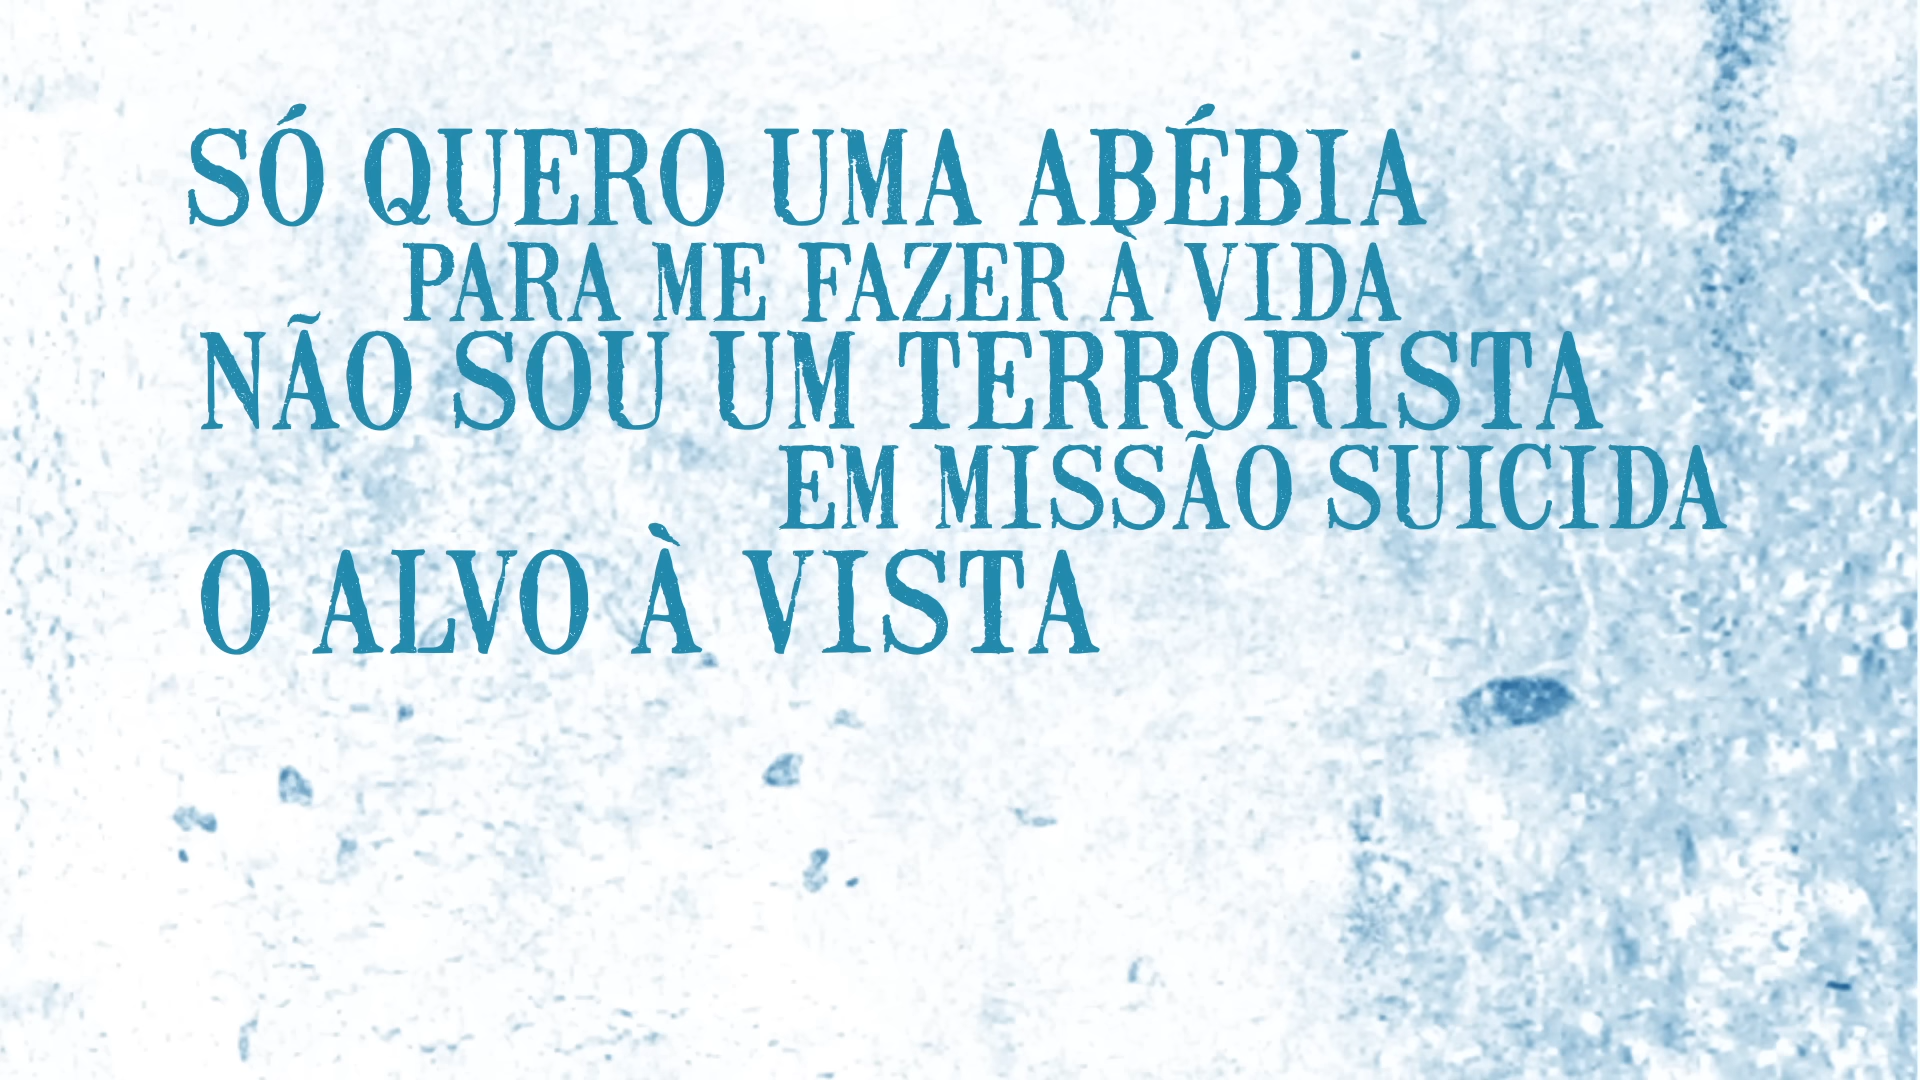 SÓ QUERO UMA ABÉBIA
PARA ME FAZER À VIDA
NÃO SOU UM TERRORISTA
EM MISSÃO SUICIDA
O ALVO À VISTA